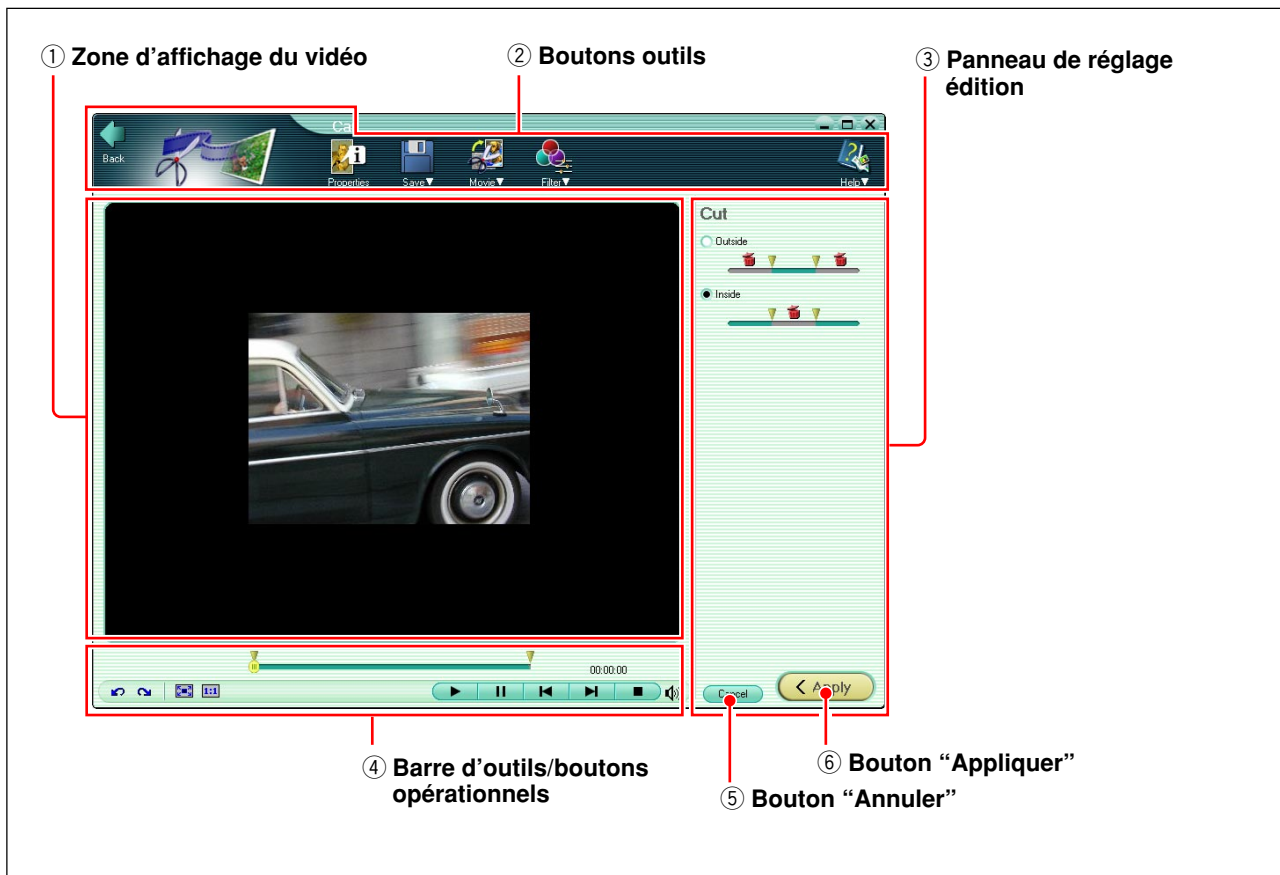 ① Zone d’affichage du vidéo
② Boutons outils
③ Panneau de réglage
édition
Back
Properties
Save▼
Movie▼
Filter▼
Help▼
Cut
Outside
Inside
00:00:00
1:1
Cancel
< Apply
④ Barre d’outils/boutons
opérationnels
⑥ Bouton “Appliquer”
⑤ Bouton “Annuler”